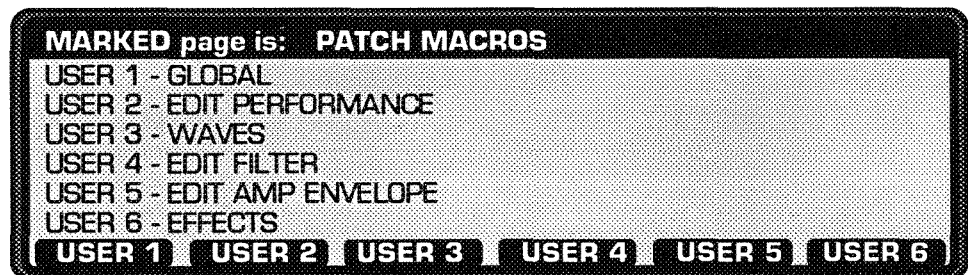 MARKED page is: PATCH MACROS
USER 1 - GLOBAL
USER 2 - EDIT PERFORMANCE
USER 3 - WAVES
USER 4 - EDIT FILTER
USER 5 - EDIT AMP ENVELOPE
USER 6 - EFFECTS
USER 1 USER 2 USER 3 USER 4 USER 5 USER 6